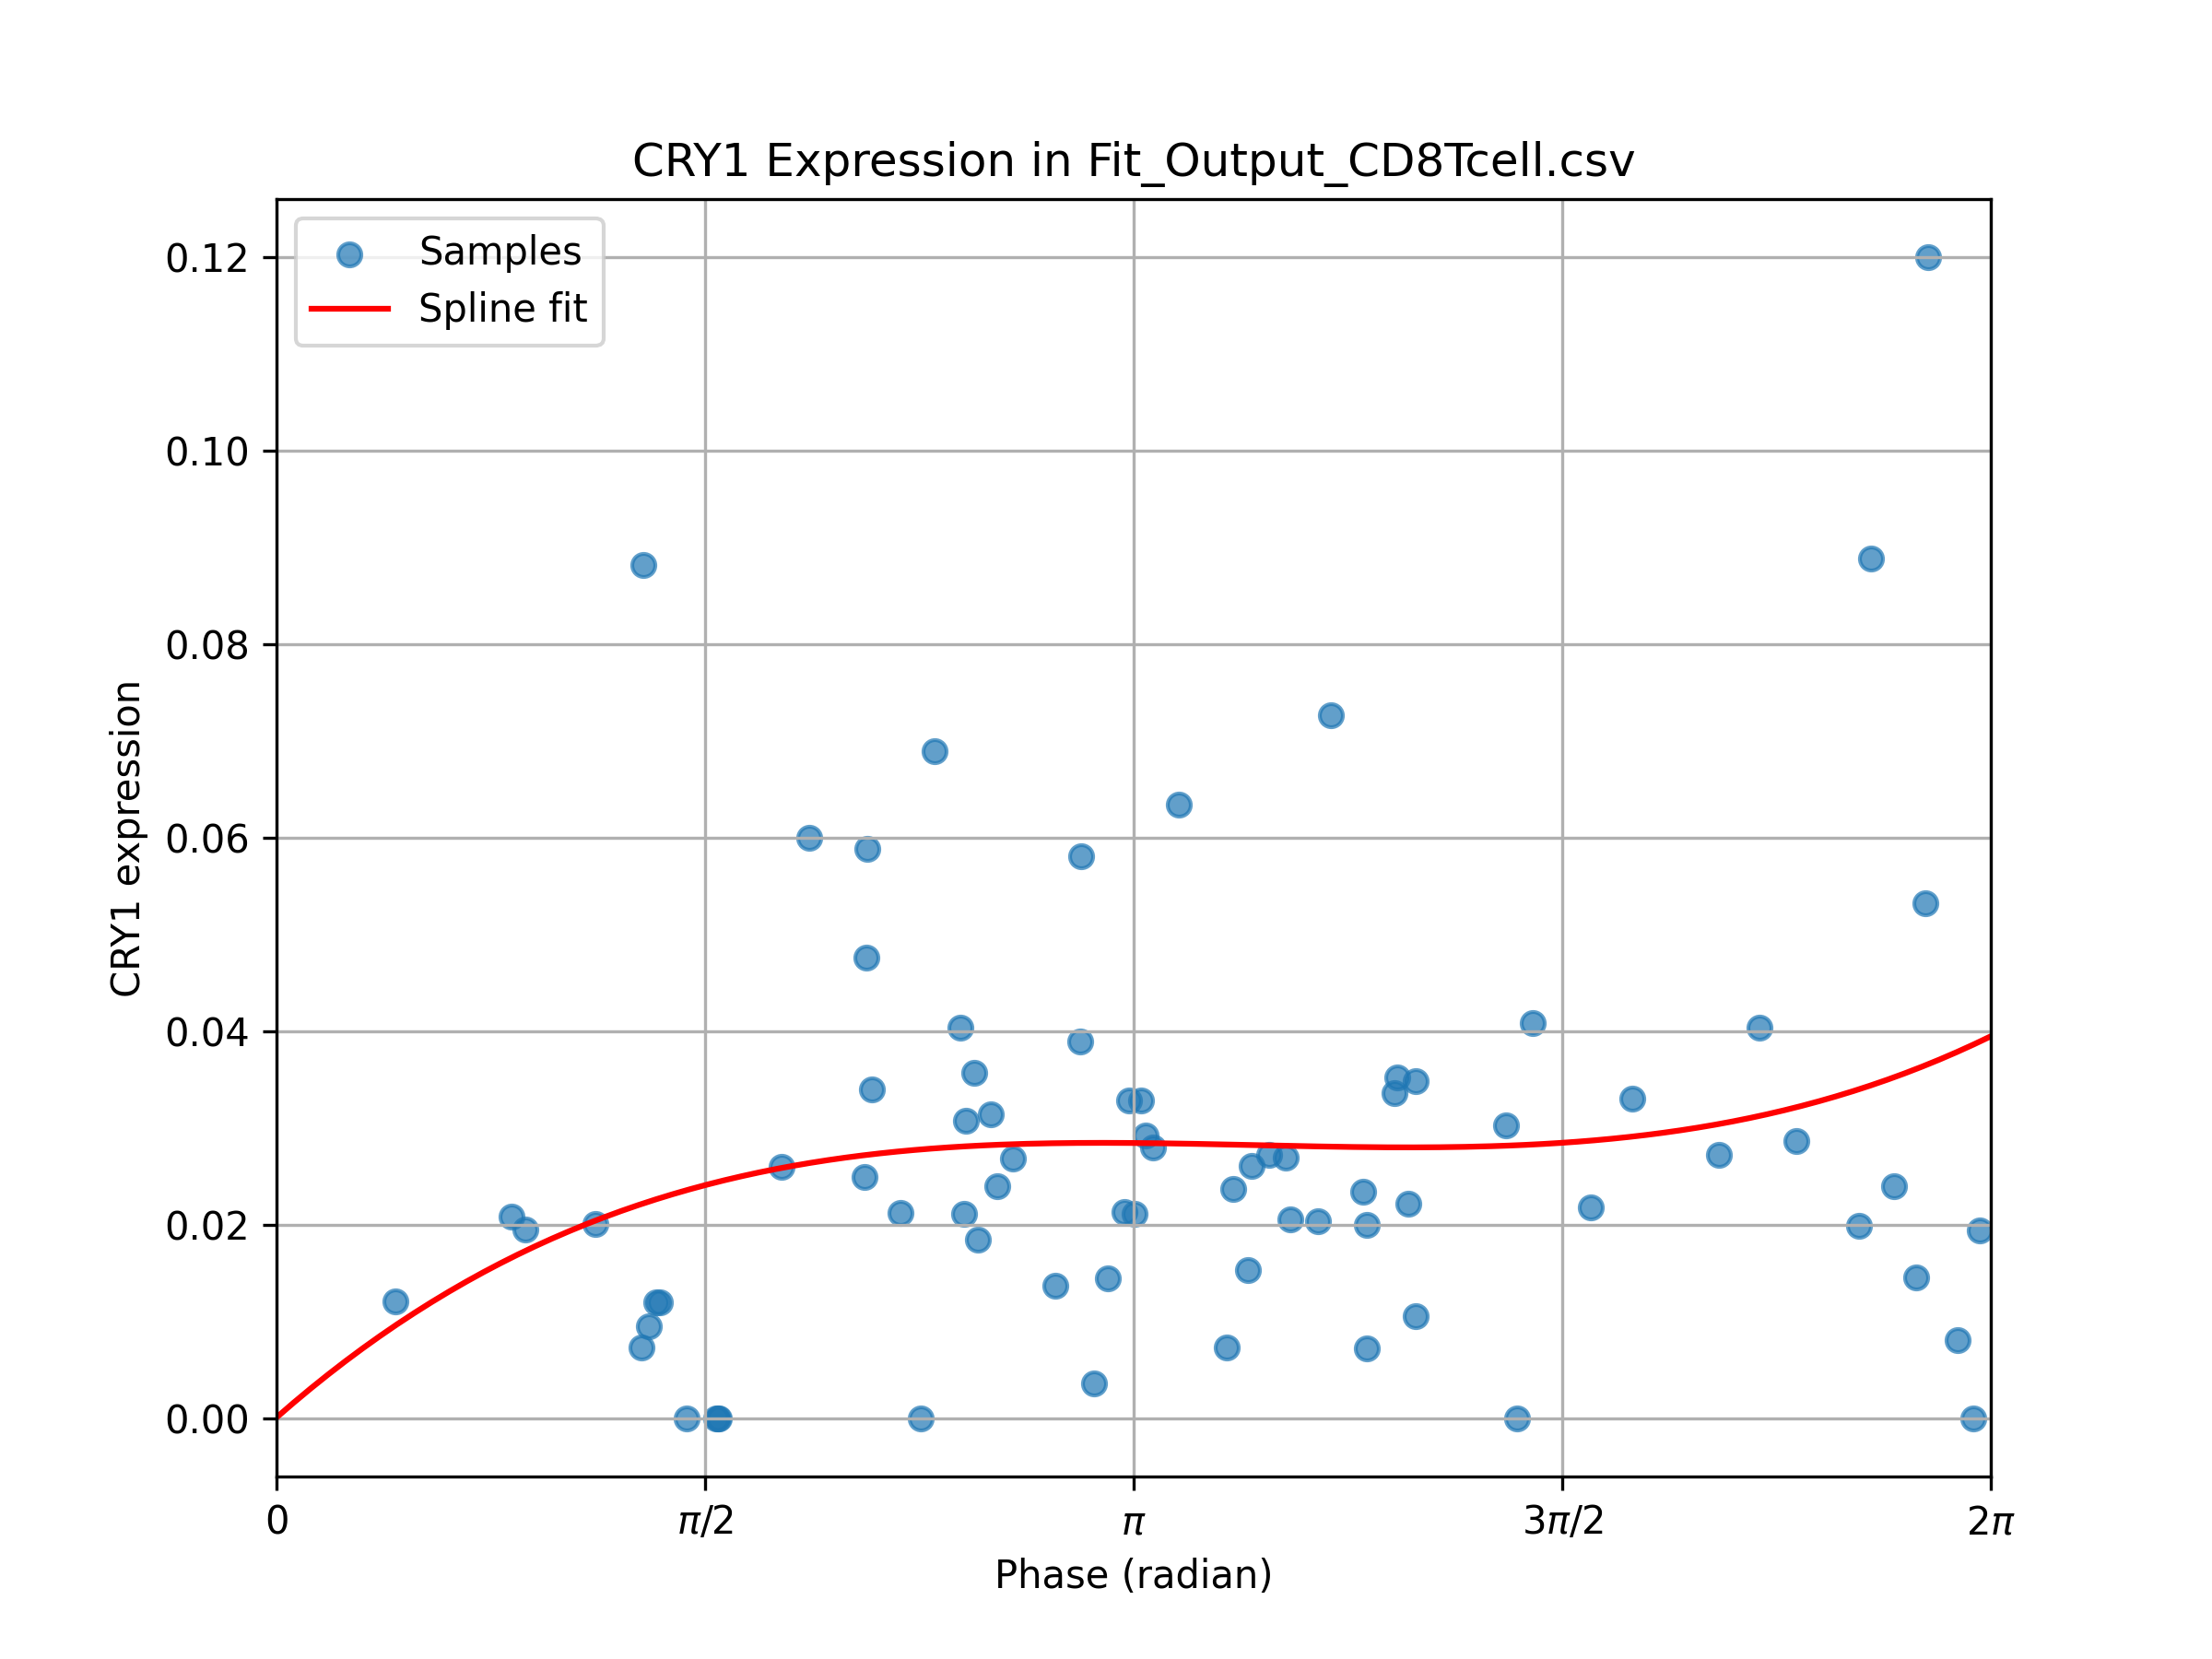 CRY1 Expression in Fit_Output_CD8Tcell.csv
Samples
Spline fit
0.12
0.10
0.08
0.06
0.04
0.02
0.00
CRY1 expression
0 π/2 π 3π/2 2π
Phase (radian)